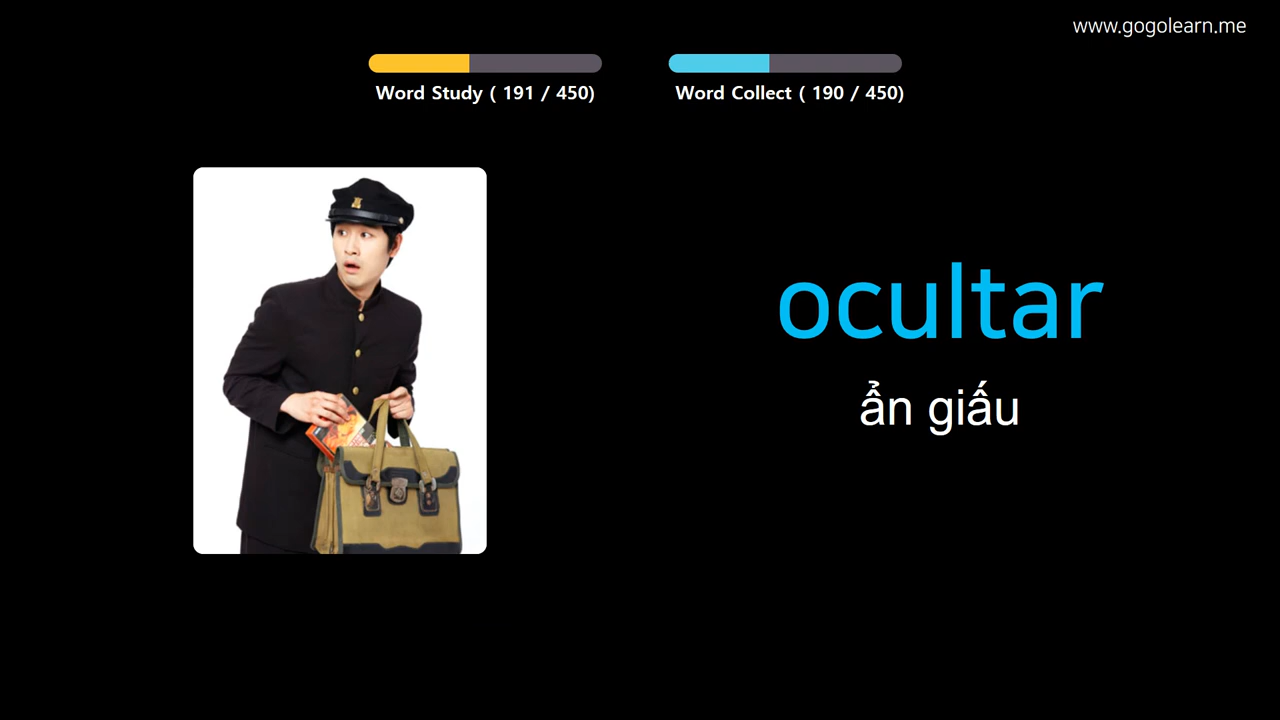 www.gogolearn.me
Word Study ( 191 / 450)
Word Collect ( 190 / 450)
ocultar
ẩn giấu